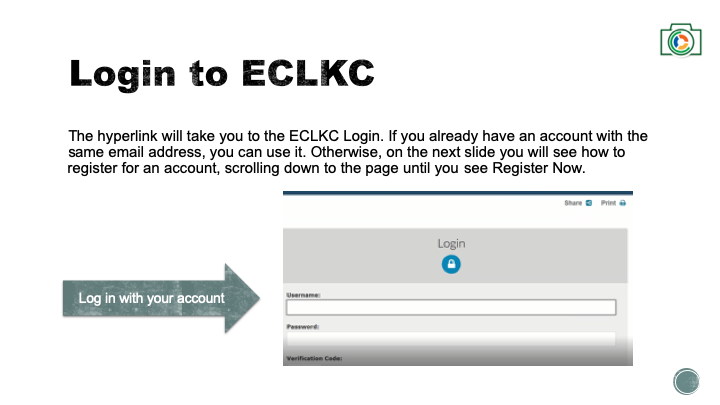 Login to ECLKC
The hyperlink will take you to the ECLKC Login. If you already have an account with the
same email address, you can use it. Otherwise, on the next slide you will see how to
register for an account, scrolling down to the page until you see Register Now.
Share Print
Login
Log in with your account
Username:
Password:
Verification Code: